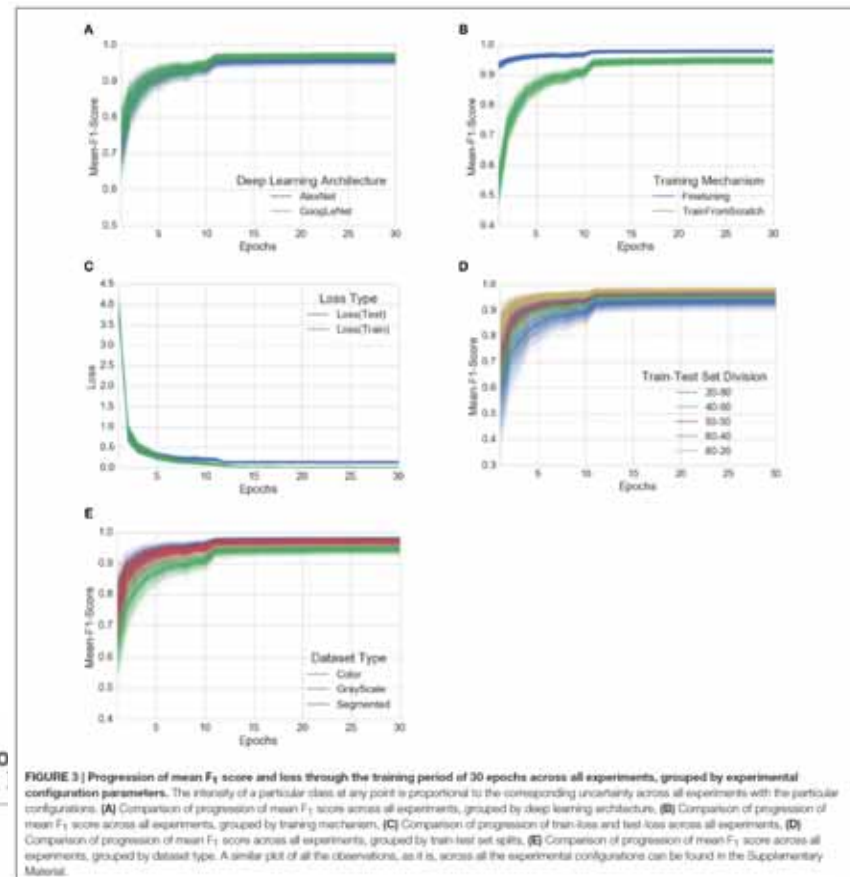 A
1.0
0.9
0.8
0.7
0.6
0.5
Mean-F1-Score
Deep Learning Architecture
AlexNet
GoogLeNet
5 10 15 20 25 30
Epochs
B
1.0
0.9
0.8
0.7
0.6
0.5
0.4
Mean-F1-Score
Training Mechanism
Finetuning
TrainFromScratch
5 10 15 20 25 30
Epochs
C
4.5
4.0
3.5
3.0
2.5
2.0
1.5
1.0
0.5
0.0
Loss
Loss Type
Loss(Test)
Loss(Train)
5 10 15 20 25 30
Epochs
D
1.0
0.9
0.8
0.7
0.6
0.5
0.4
0.3
Mean-F1-Score
Train-Test Set Division
40-60
50-50
60-40
80-20
5 10 15 20 25 30
Epochs
E
1.0
0.9
0.8
0.7
0.6
0.5
0.4
Mean-F1-Score
Dataset Type
Color
GrayScale
Segmented
5 10 15 20 25 30
Epochs
FIGURE 3 | Progression of mean F1 score and loss through the training period of 30 epochs across all experiments, grouped by experimental
configuration parameters. The intensity of a particular class at any point is proportional to the corresponding uncertainty across all experiments with the particular
configurations. (A) Comparison of progression of mean F1 score across all experiments, grouped by deep learning architecture, (B) Comparison of progression of
mean F1 score across all experiments, grouped by training mechanism, (C) Comparison of progression of train-loss and test-loss across all experiments, (D)
Comparison of progression of mean F1 score across all experiments, grouped by train-test set splits, (E) Comparison of progression of mean F1 score across all
experiments, grouped by dataset type. A similar plot of all the observations, as it is, across all the experimental configurations can be found in the Supplementary
Material.